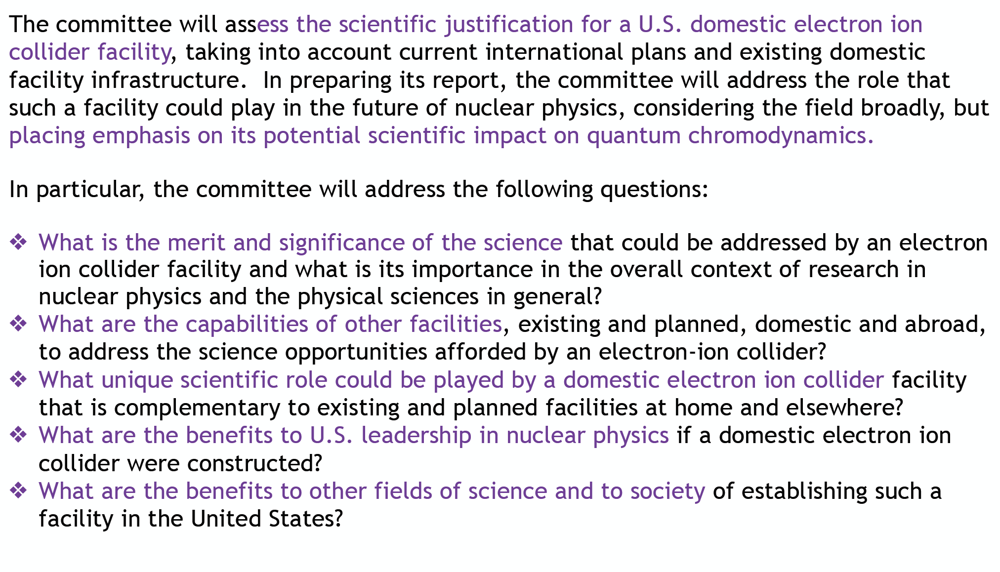 The committee will assess the scientific justification for a U.S. domestic electron ion
collider facility, taking into account current international plans and existing domestic
facility infrastructure.  In preparing its report, the committee will address the role that
such a facility could play in the future of nuclear physics, considering the field broadly, but
placing emphasis on its potential scientific impact on quantum chromodynamics.
In particular, the committee will address the following questions:
❖ What is the merit and significance of the science that could be addressed by an electron
ion collider facility and what is its importance in the overall context of research in
nuclear physics and the physical sciences in general?
❖ What are the capabilities of other facilities, existing and planned, domestic and abroad,
to address the science opportunities afforded by an electron-ion collider?
❖ What unique scientific role could be played by a domestic electron ion collider facility
that is complementary to existing and planned facilities at home and elsewhere?
❖ What are the benefits to U.S. leadership in nuclear physics if a domestic electron ion
collider were constructed?
❖ What are the benefits to other fields of science and to society of establishing such a
facility in the United States?